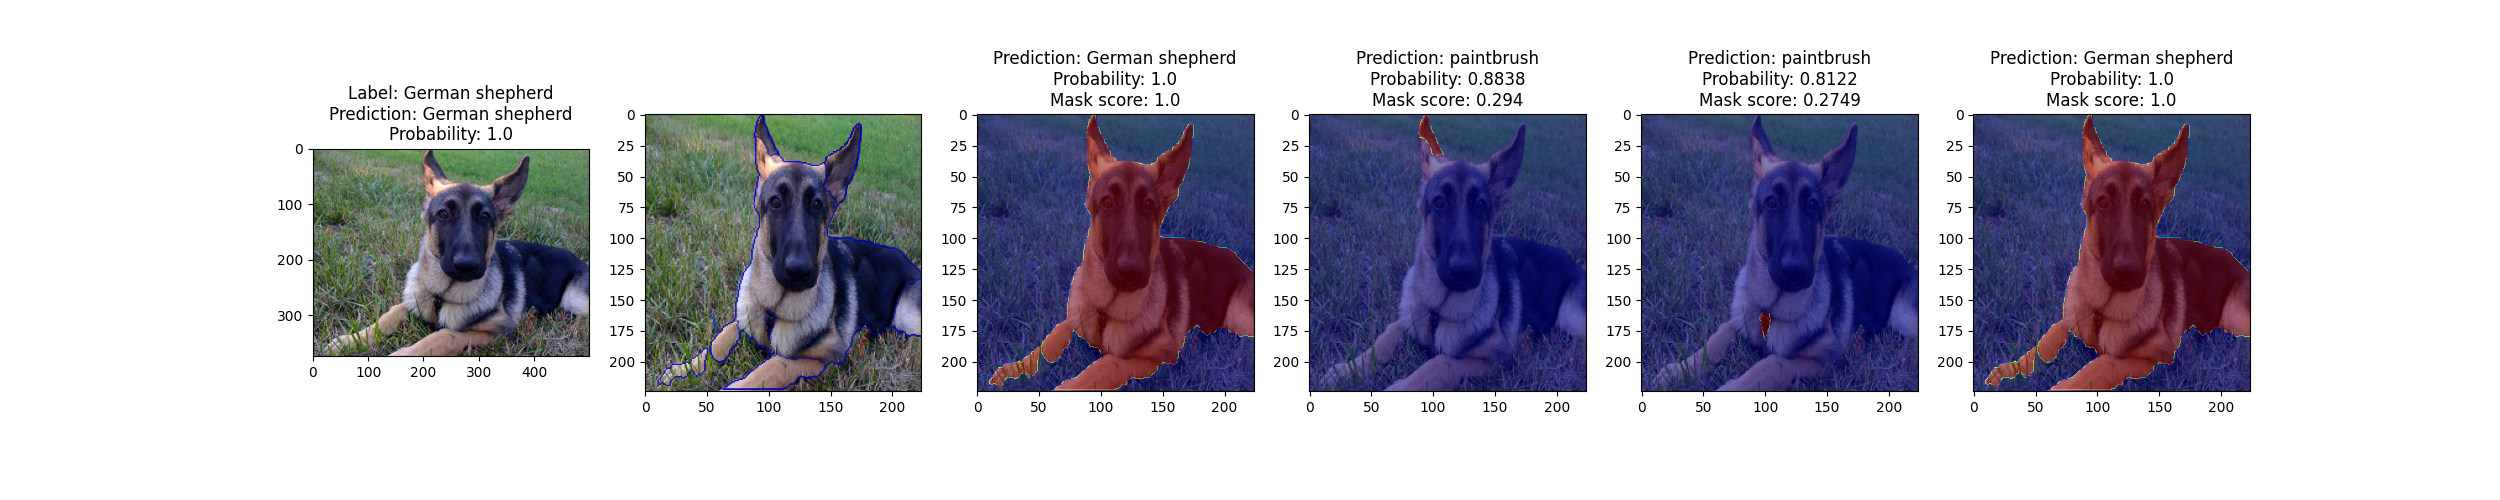 Label: German shepherd
Prediction: German shepherd
Probability: 1.0
0
100
200
300
0 100 200 300 400
0
25
50
75
100
125
150
175
200
0 50 100 150 200
Prediction: German shepherd
Probability: 1.0
Mask score: 1.0
0
25
50
75
100
125
150
175
200
0 50 100 150 200
Prediction: paintbrush
Probability: 0.8838
Mask score: 0.294
0
25
50
75
100
125
150
175
200
0 50 100 150 200
Prediction: paintbrush
Probability: 0.8122
Mask score: 0.2749
0
25
50
75
100
125
150
175
200
0 50 100 150 200
Prediction: German shepherd
Probability: 1.0
Mask score: 1.0
0
25
50
75
100
125
150
175
200
0 50 100 150 200